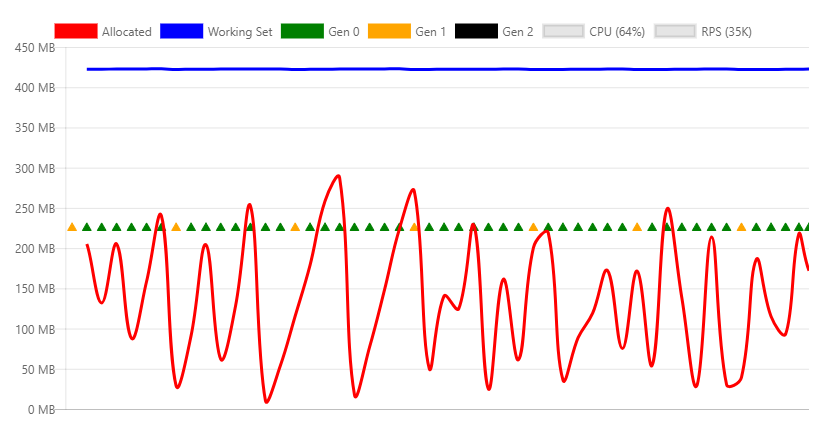 Allocated Working Set Gen 0 Gen 1 Gen 2 CPU (64%) RPS (35K)
450 MB
400 MB
350 MB
300 MB
250 MB
200 MB
150 MB
100 MB
50 MB
0 MB